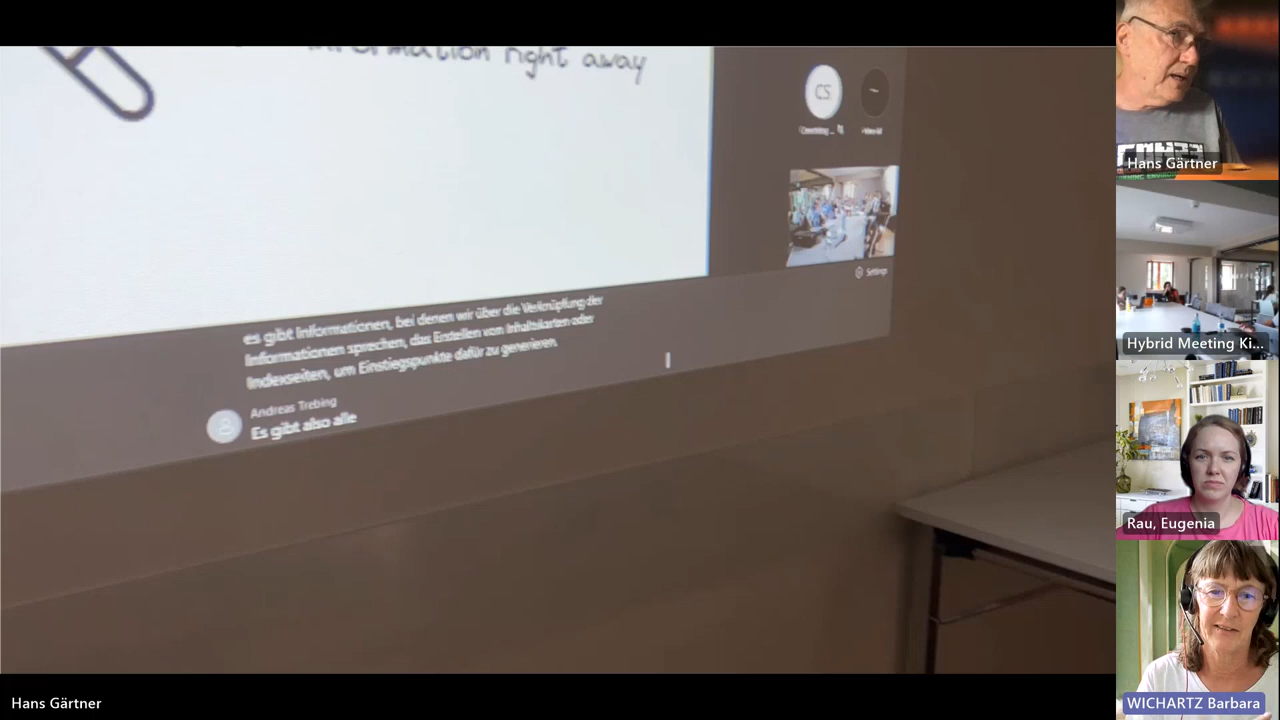 information right away
CS
Settings
es gibt Informationen, bei denen wir über die Verknüpfung der
Informationen sprechen, das Erstellen von Inhaltskarten oder
Indexseiten, um Einstiegspunkte dafür zu generieren.
Andreas Trebing
Es gibt also alle
Hans Gärtner
Hans Gärtner
Hybrid Meeting Ki...
Rau, Eugenia
WICHARTZ Barbara